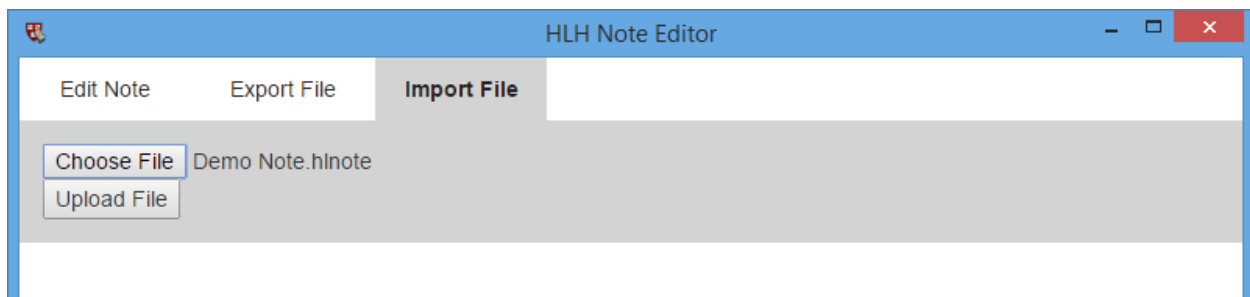 HLH Note Editor
Edit Note Export File Import File
Choose File Demo Note.hlnote
Upload File